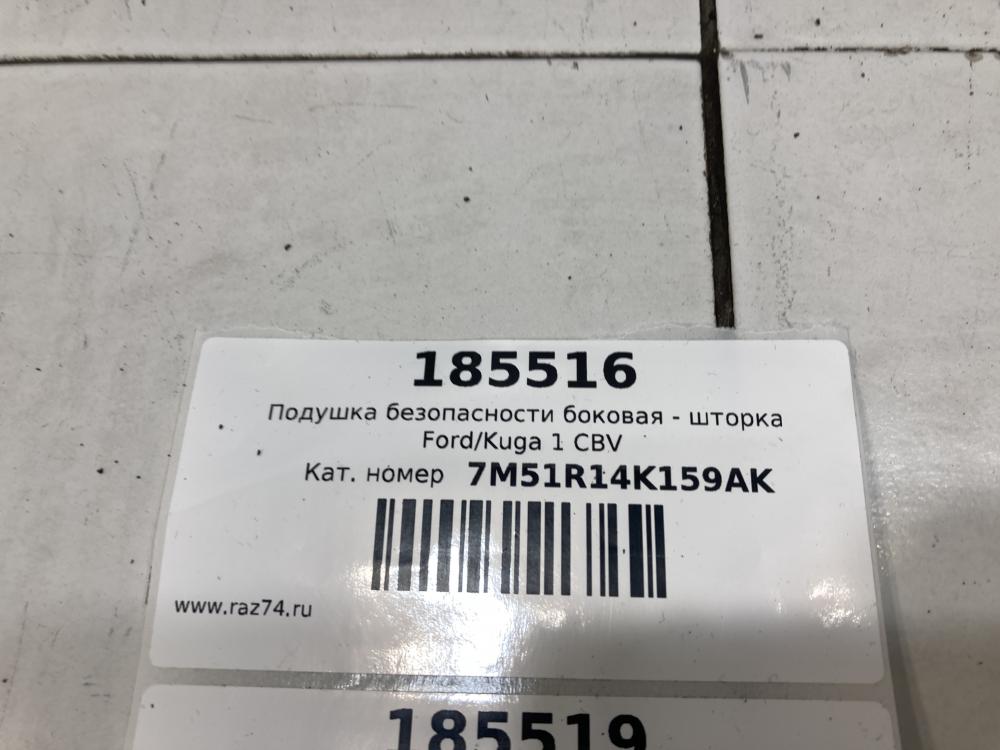 185516
Подушка безопасности боковая - шторка
Ford/Kuga 1 CBV
Кат. номер 7M51R14K159AK
www.raz74.ru
185519